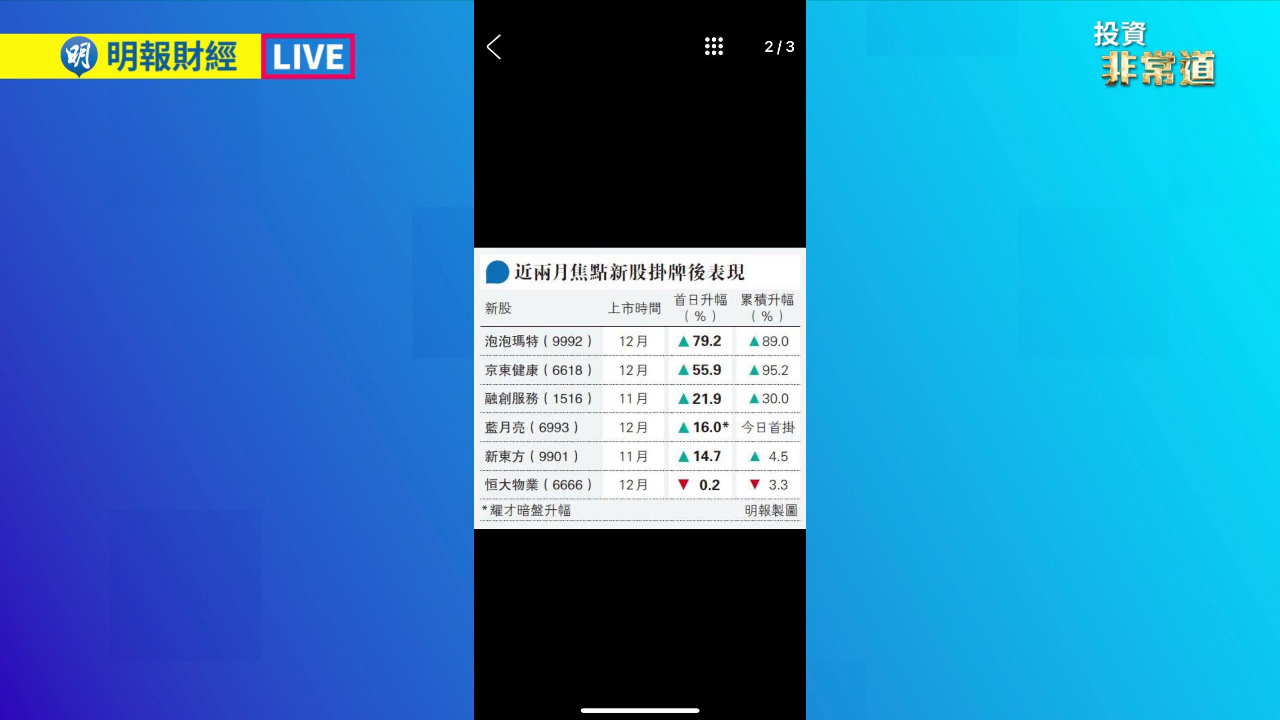 明 明報財經 LIVE
2 / 3
投資
非常道
近兩月焦點新股掛牌後表現
新股 上市時間 首日升幅（%） 累積升幅（%）
泡泡瑪特（9992） 12月 ▲79.2 ▲89.0
京東健康（6618） 12月 ▲55.9 ▲95.2
融創服務（1516） 11月 ▲21.9 ▲30.0
藍月亮（6993） 12月 ▲16.0* 今日首掛
新東方（9901） 11月 ▲14.7 ▲ 4.5
恒大物業（6666） 12月 ▼ 0.2 ▼ 3.3
*耀才暗盤升幅 明報製圖